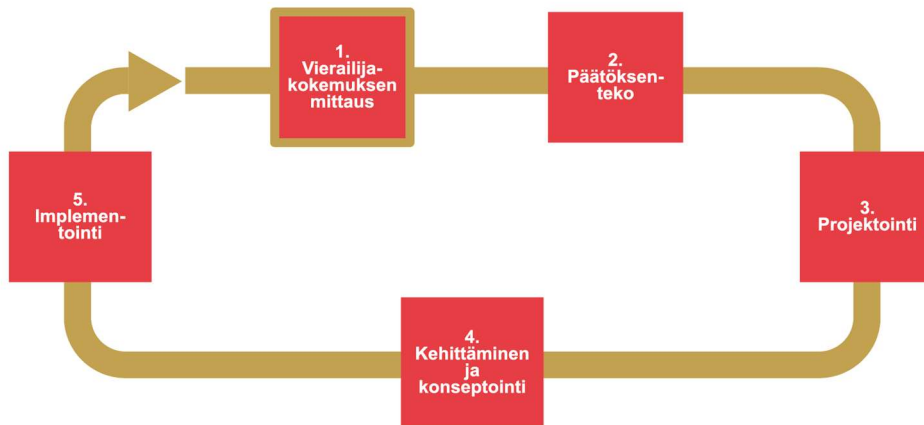 1.
Vierailija-
kokemuksen
mittaus
2.
Päätöksen-
teko
3.
Projektointi
4.
Kehittäminen
ja
konseptointi
5.
Implemen-
tointi